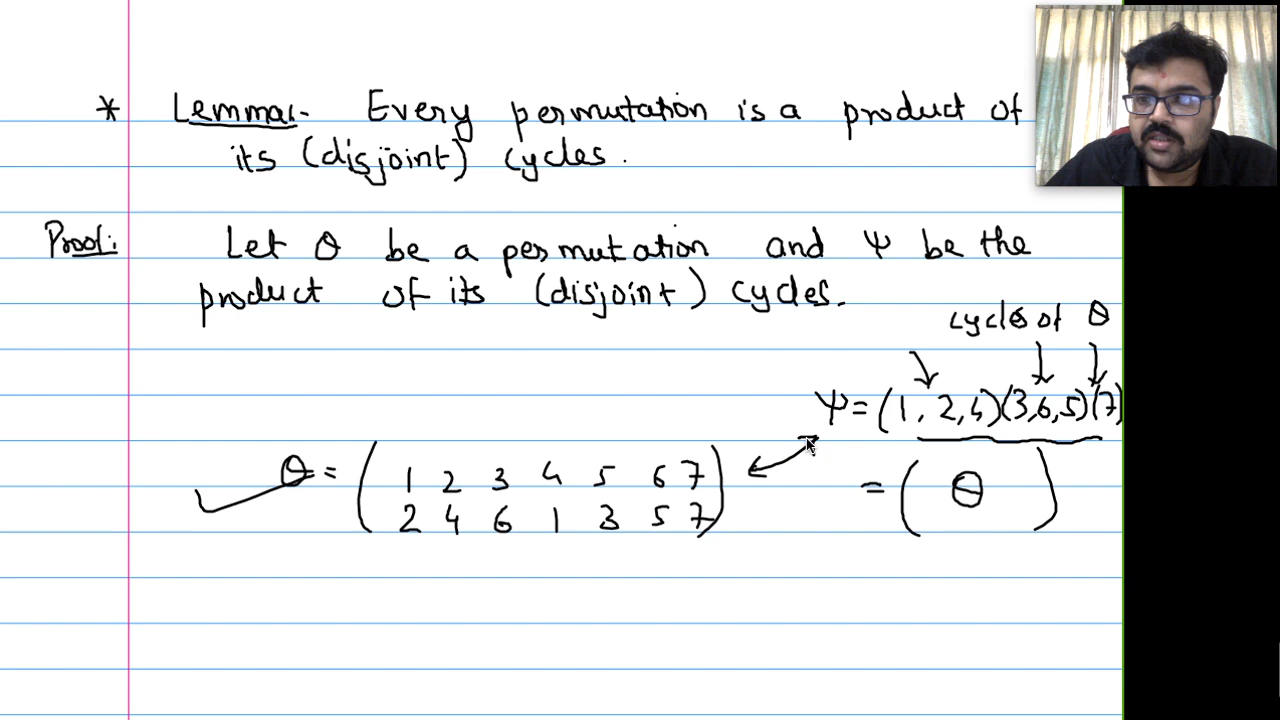 * Lemma:- Every permutation is a product of
its (disjoint) cycles.
Proof: Let θ be a permutation and ψ be the
product of its (disjoint) cycles.
cycles of θ
ψ = (1, 2, 4)(3, 6, 5)(7)
θ = ( 1 2 3 4 5 6 7 )
2 4 6 1 3 5 7
= ( θ )